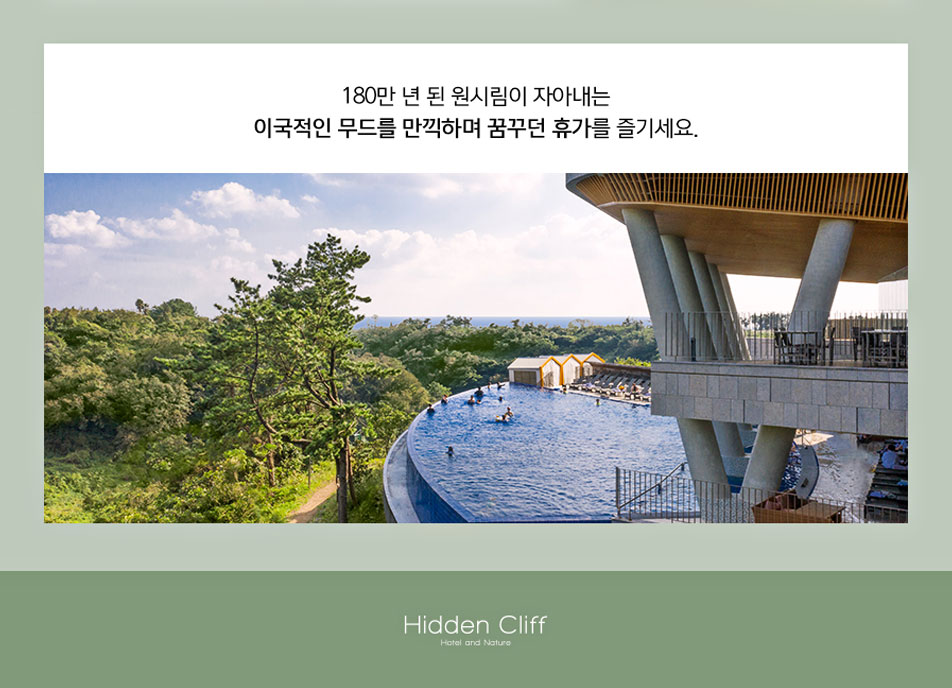 180만 년 된 원시림이 자아내는
이국적인 무드를 만끽하며 꿈꾸던 휴가를 즐기세요.
Hidden Cliff
Hotel and Nature